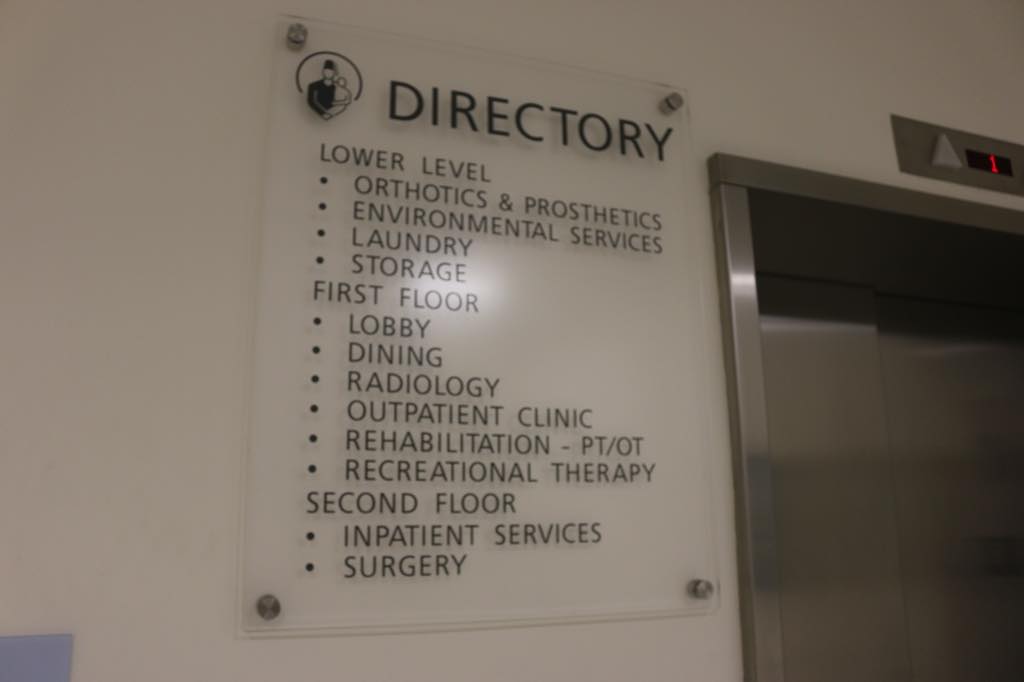 DIRECTORY
LOWER LEVEL
• ORTHOTICS & PROSTHETICS
• ENVIRONMENTAL SERVICES
• LAUNDRY
• STORAGE
FIRST FLOOR
• LOBBY
• DINING
• RADIOLOGY
• OUTPATIENT CLINIC
• REHABILITATION - PT/OT
• RECREATIONAL THERAPY
SECOND FLOOR
• INPATIENT SERVICES
• SURGERY
1